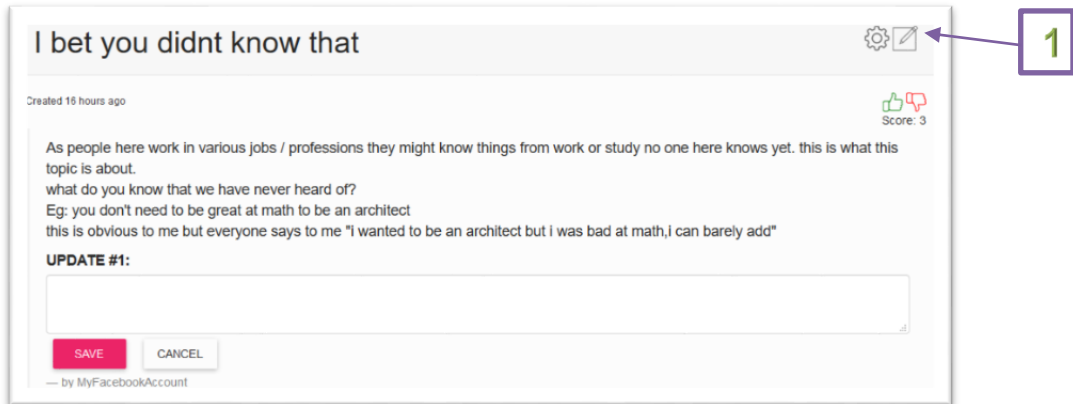 I bet you didnt know that
1
Created 16 hours ago
Score: 3
As people here work in various jobs / professions they might know things from work or study no one here knows yet. this is what this
topic is about.
what do you know that we have never heard of?
Eg: you don't need to be great at math to be an architect
this is obvious to me but everyone says to me "i wanted to be an architect but i was bad at math,i can barely add"
UPDATE #1:
SAVE CANCEL
— by MyFacebookAccount